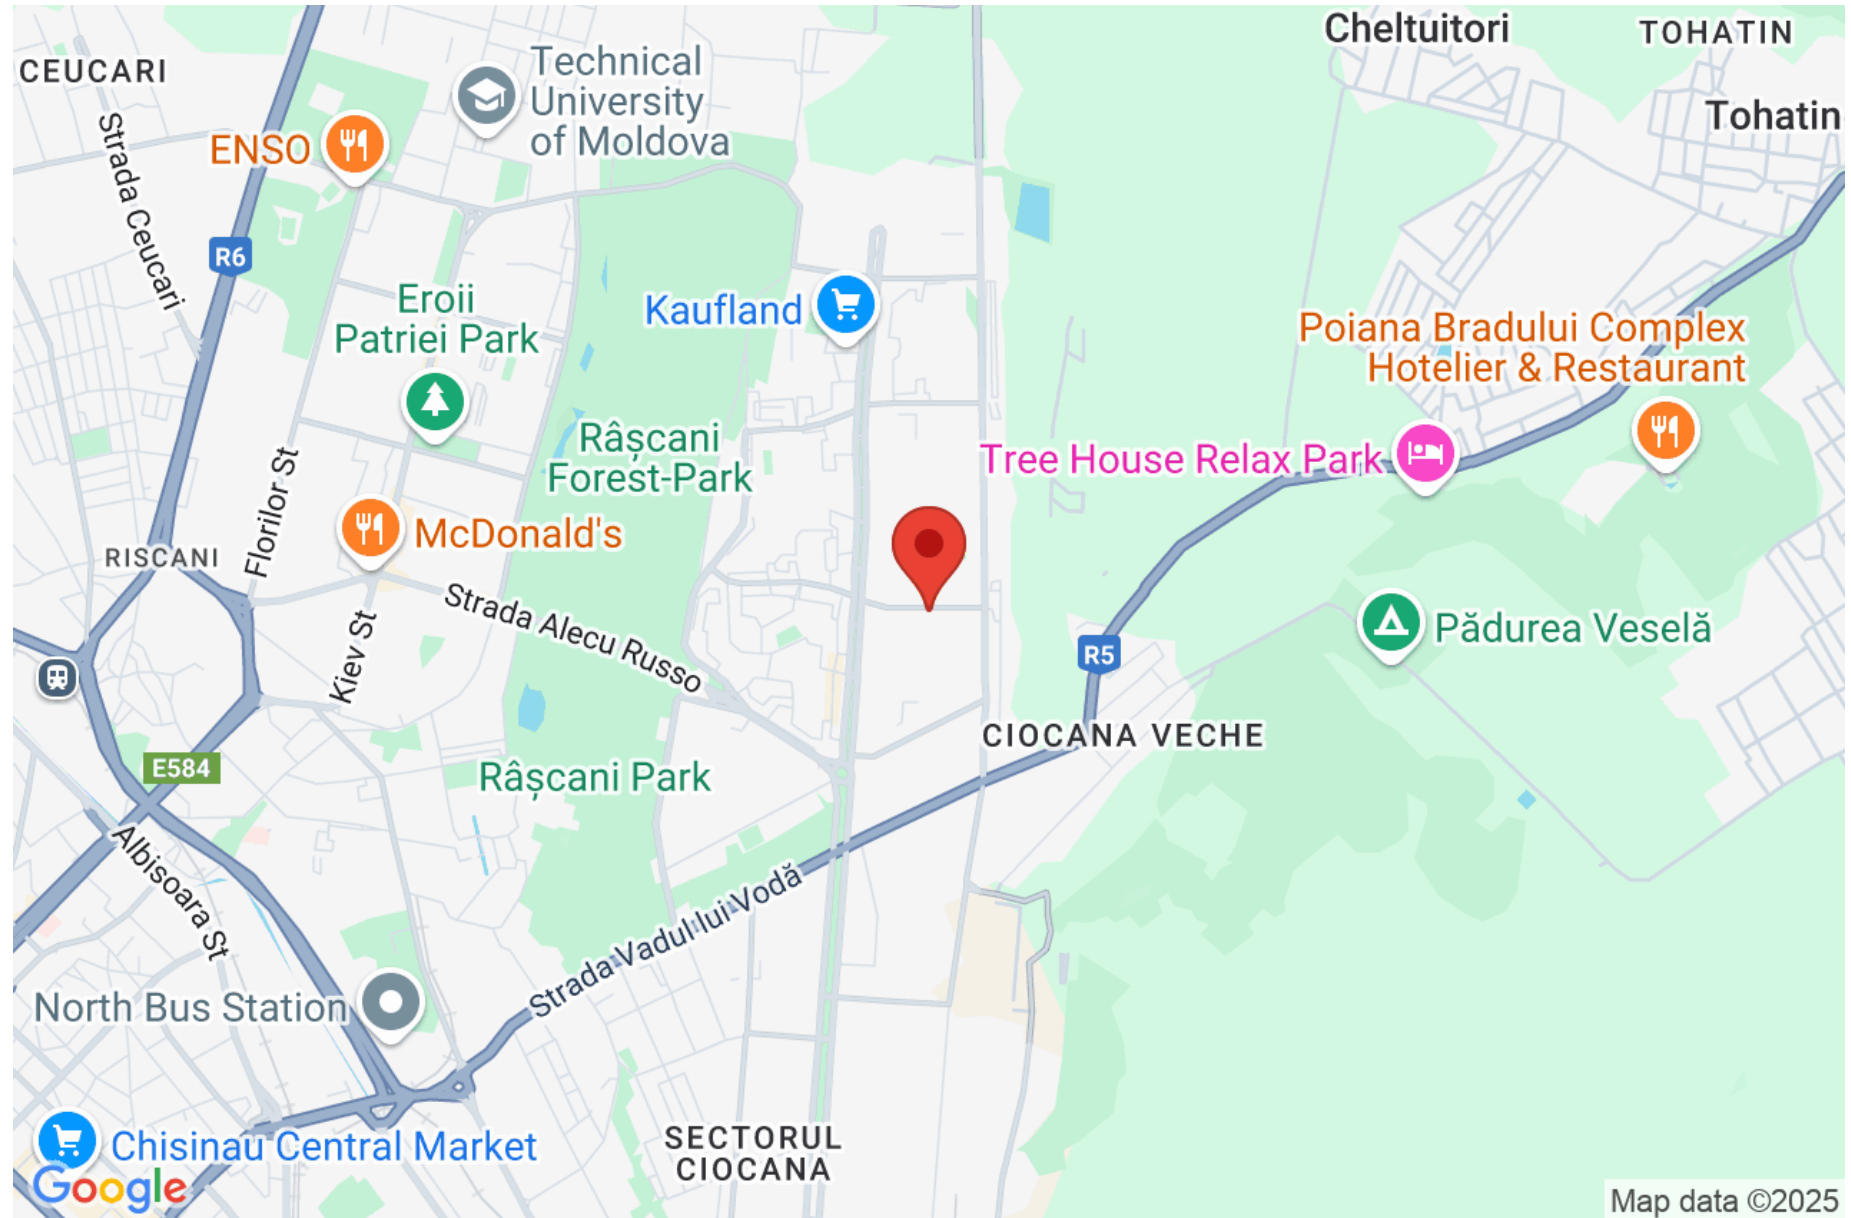 Cheltuitori
TOHATIN
CEUCARI
Technical
University
of Moldova
Tohatin
Strada Ceucari
ENSO
R6
Eroii
Patriei Park
Kaufland
Poiana Bradului Complex
Hotelier & Restaurant
Râșcani
Forest-Park
Tree House Relax Park
Florilor St
McDonald's
RISCANI
Strada Alecu Russo
Kiev St
R5
Pădurea Veselă
CIOCANA VECHE
E584
Râșcani Park
Albisoara St
Strada Vadul lui Vodă
North Bus Station
SECTORUL
CIOCANA
Chisinau Central Market
Google
Map data ©2025